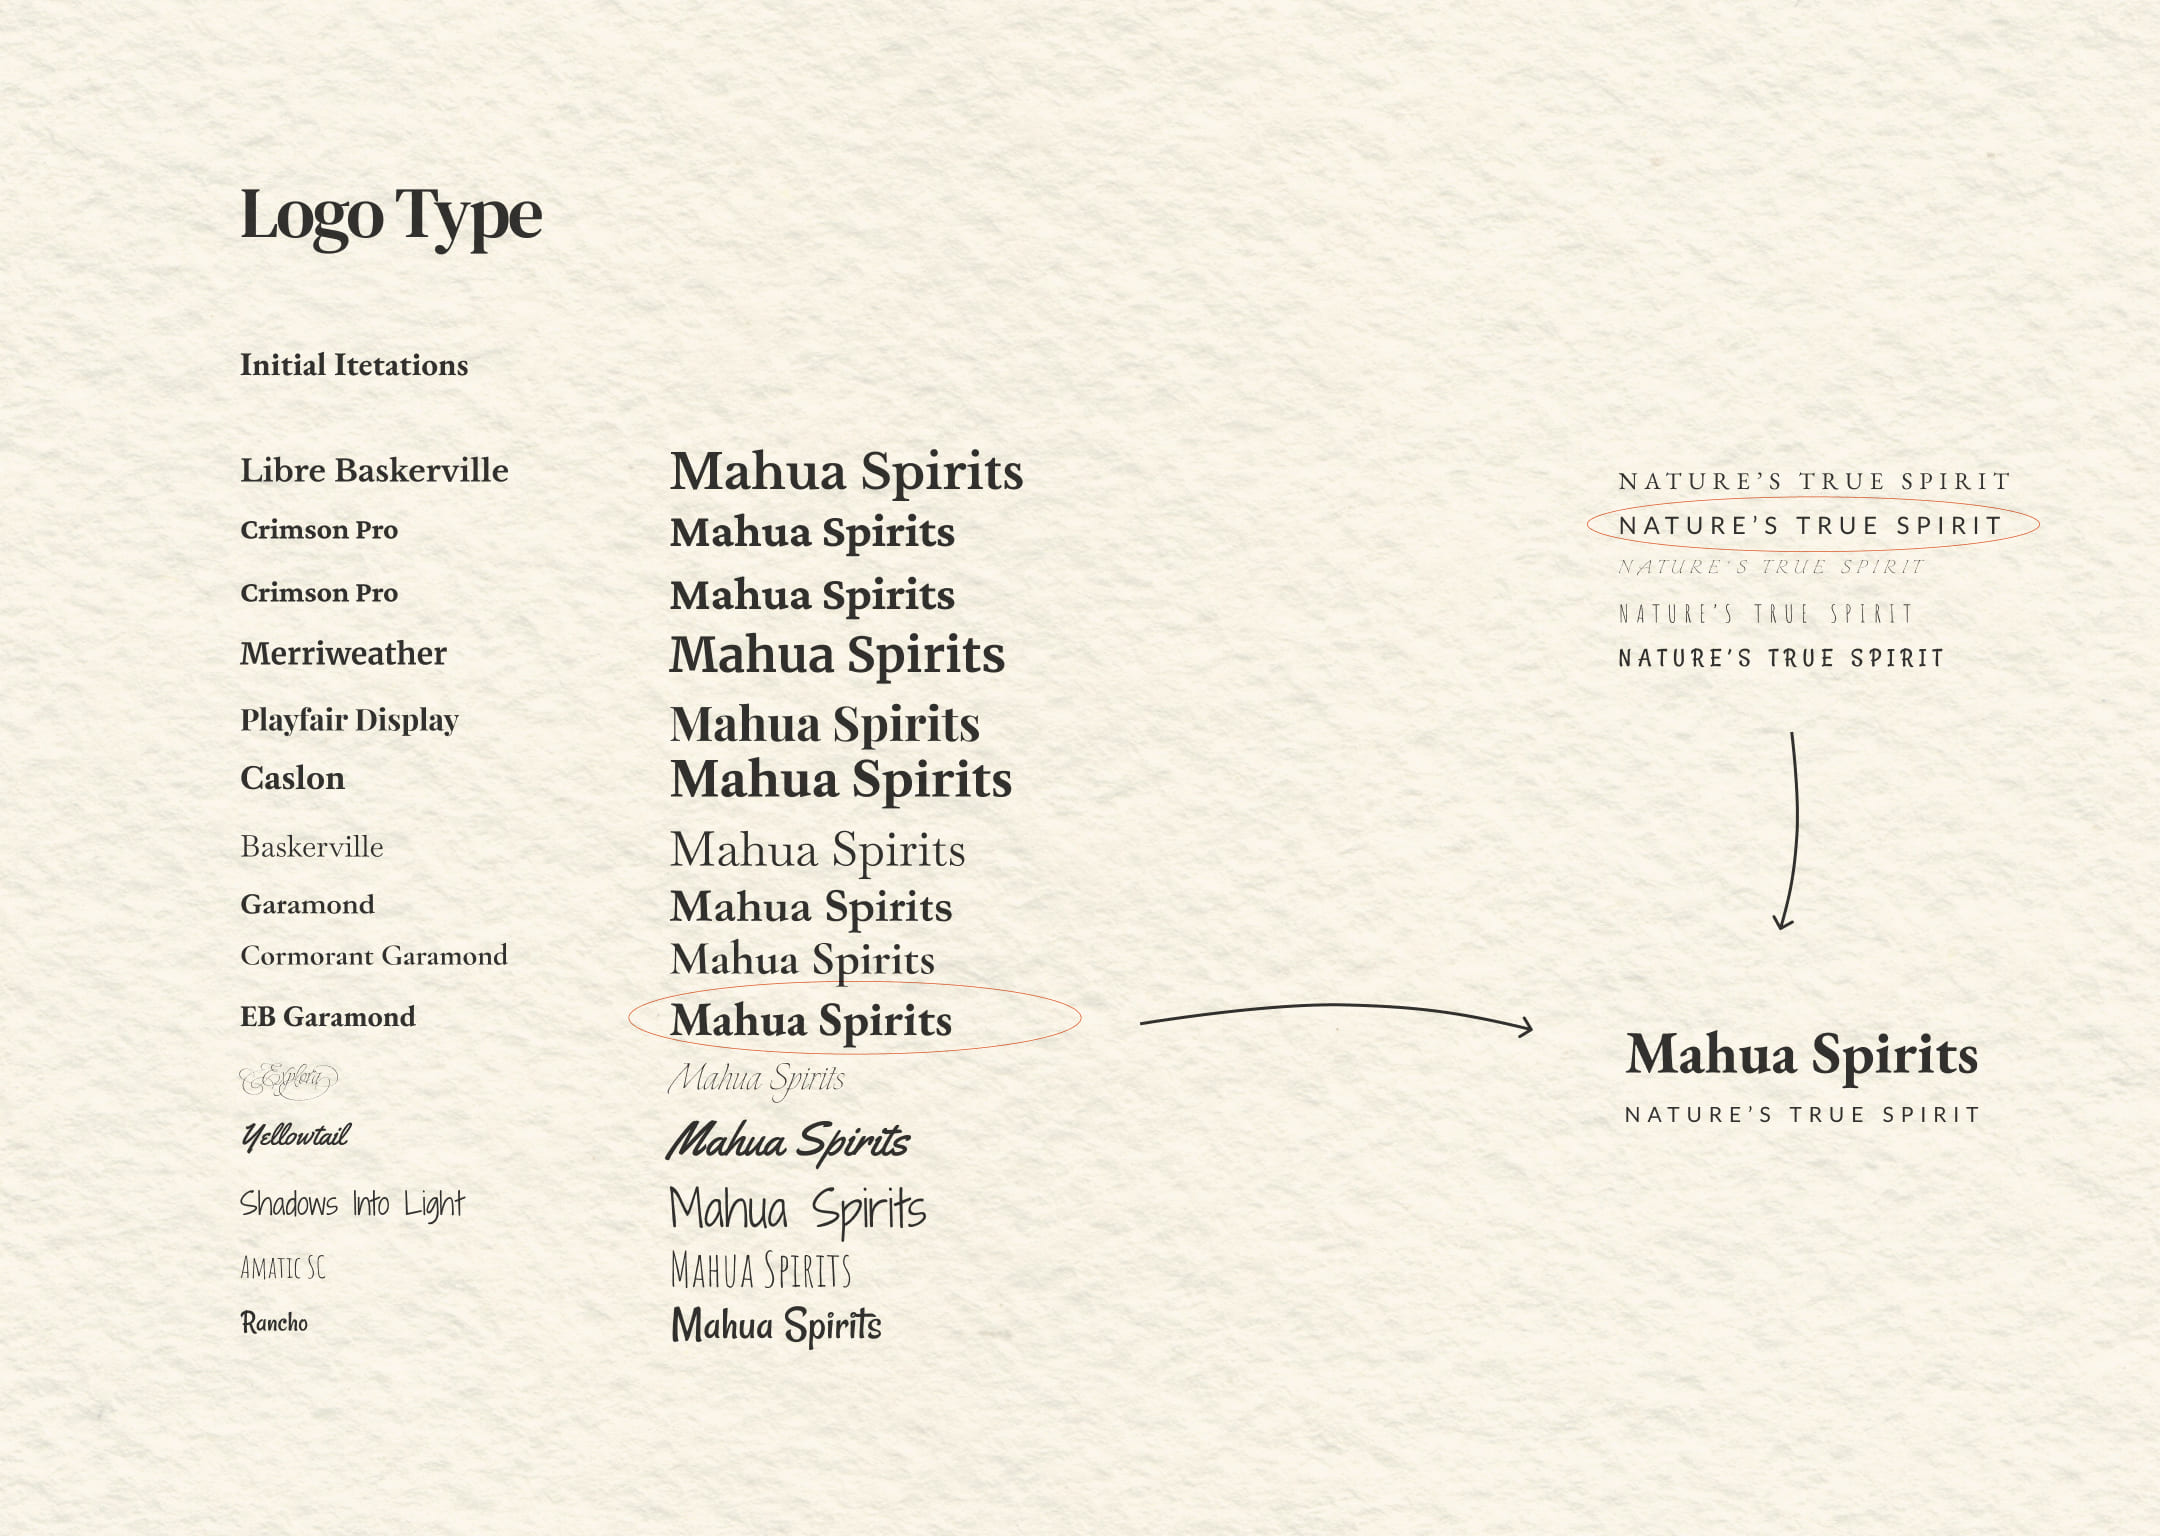 Logo Type
Initial Itetations
Libre Baskerville
Mahua Spirits
Crimson Pro
Mahua Spirits
Crimson Pro
Mahua Spirits
Merriweather
Mahua Spirits
Playfair Display
Mahua Spirits
Caslon
Mahua Spirits
Baskerville
Mahua Spirits
Garamond
Mahua Spirits
Cormorant Garamond
Mahua Spirits
EB Garamond
Mahua Spirits
Explora
Mahua Spirits
Yellowtail
Mahua Spirits
Shadows Into Light
Mahua Spirits
Amatic SC
Mahua Spirits
Rancho
Mahua Spirits
NATURE’S TRUE SPIRIT
NATURE’S TRUE SPIRIT
NATURE’S TRUE SPIRIT
NATURE’S TRUE SPIRIT
NATURE’S TRUE SPIRIT
Mahua Spirits
NATURE’S TRUE SPIRIT